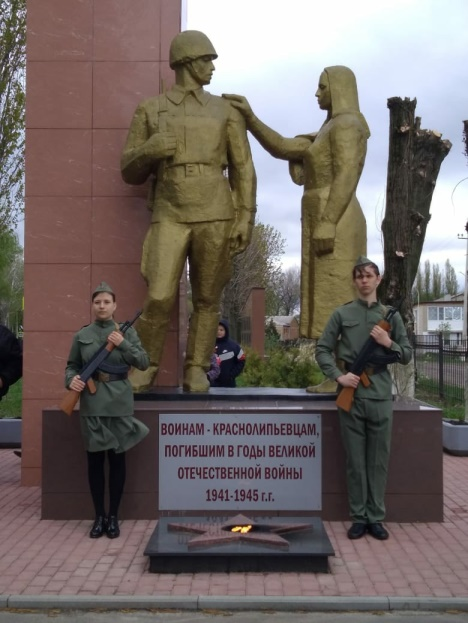 ВОИНАМ - КРАСНОЛИПЬЕВЦАМ,
ПОГИБШИМ В ГОДЫ ВЕЛИКОЙ
ОТЕЧЕСТВЕННОЙ ВОЙНЫ
1941-1945 г.г.